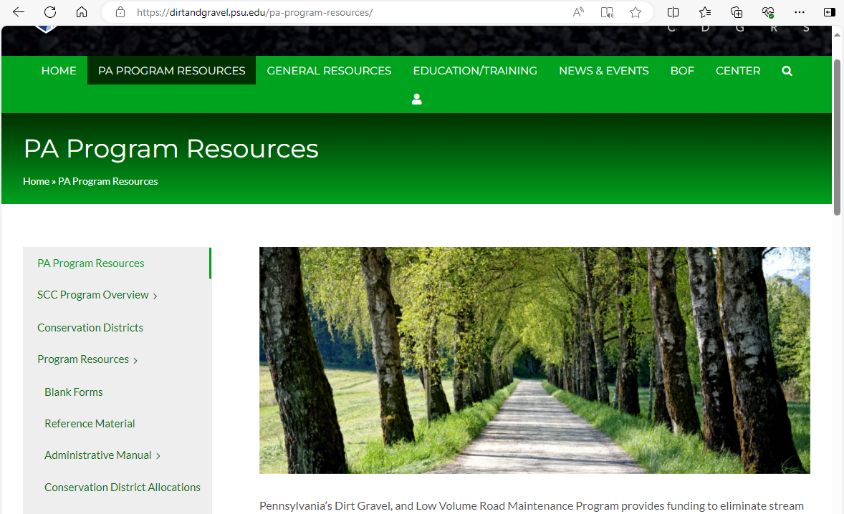 https://dirtandgravel.psu.edu/pa-program-resources/
C D G R S
HOME PA PROGRAM RESOURCES GENERAL RESOURCES EDUCATION/TRAINING NEWS & EVENTS BOF CENTER
PA Program Resources
Home » PA Program Resources
PA Program Resources
SCC Program Overview >
Conservation Districts
Program Resources >
Blank Forms
Reference Material
Administrative Manual >
Conservation District Allocations
Pennsylvania's Dirt Gravel, and Low Volume Road Maintenance Program provides funding to eliminate stream